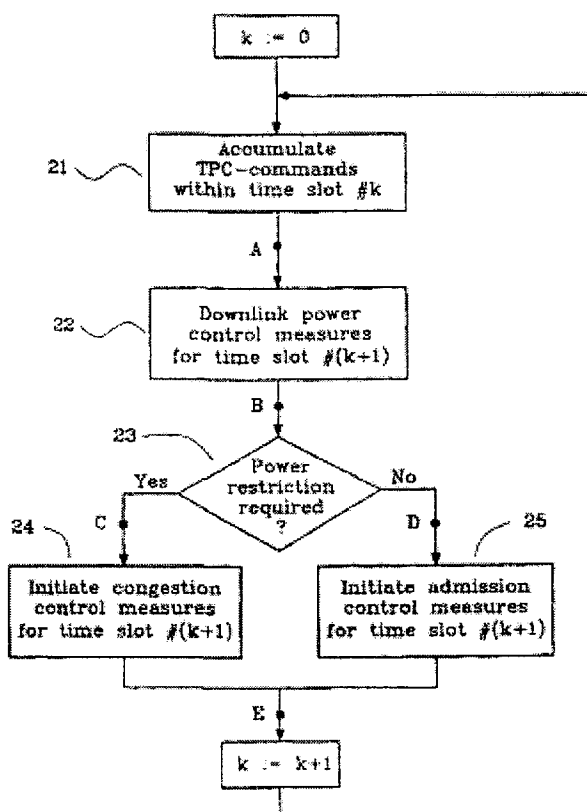 k := 0
21
Accumulate
TPC-commands
within time slot #k
A
22
Downlink power
control measures
for time slot #(k+1)
B
23
Power
restriction
required
?
Yes
No
C
D
24
25
Initiate congestion
control measures
for time slot #(k+1)
Initiate admission
control measures
for time slot #(k+1)
E
k := k+1